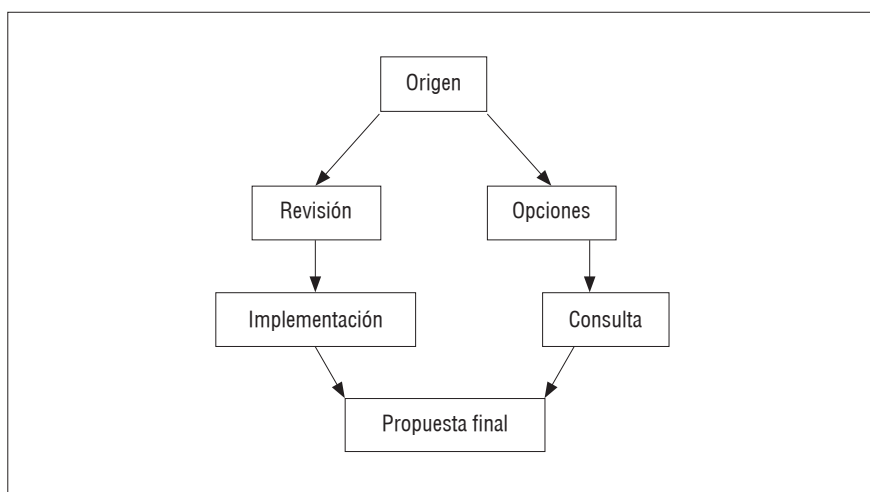 Origen
Revisión
Opciones
Implementación
Consulta
Propuesta final